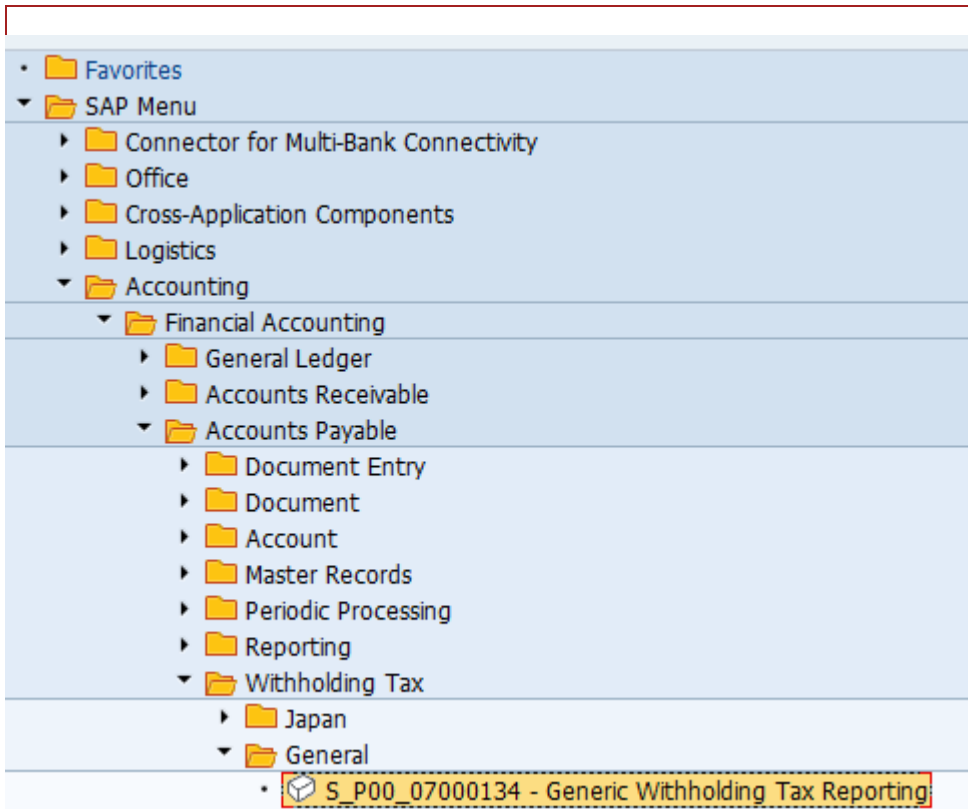 Favorites
SAP Menu
Connector for Multi-Bank Connectivity
Office
Cross-Application Components
Logistics
Accounting
Financial Accounting
General Ledger
Accounts Receivable
Accounts Payable
Document Entry
Document
Account
Master Records
Periodic Processing
Reporting
Withholding Tax
Japan
General
S_P00_07000134 - Generic Withholding Tax Reporting